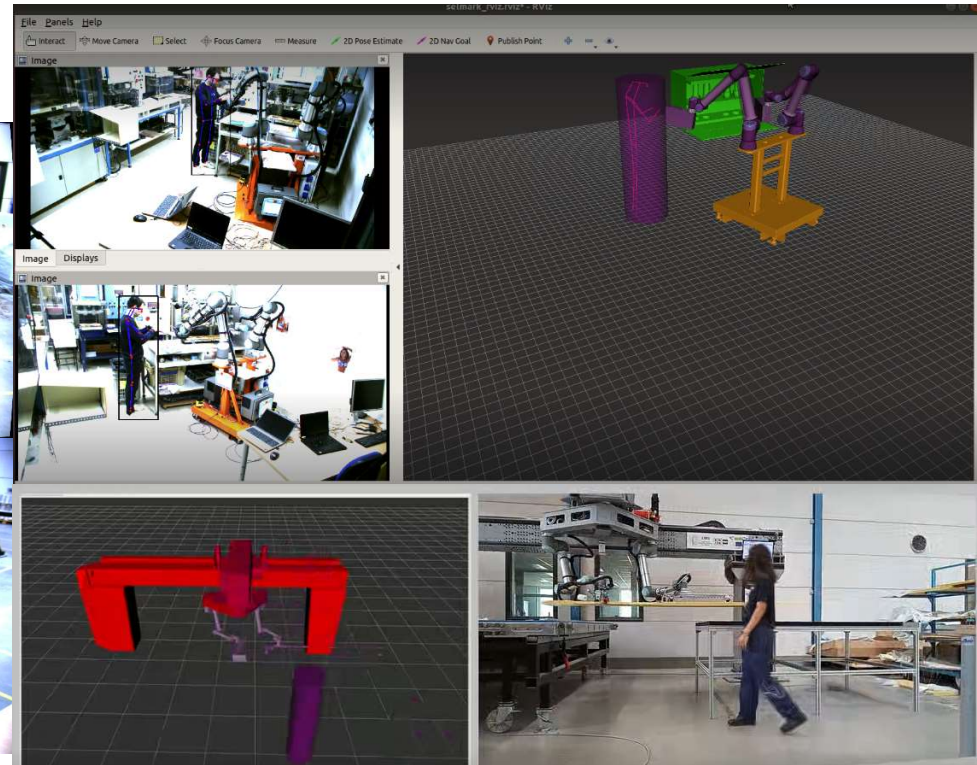 selmark_rviz.rviz* - RViz
File Panels Help
Interact Move Camera Select Focus Camera Measure 2D Pose Estimate 2D Nav Goal Publish Point
Image
Image Displays
Image